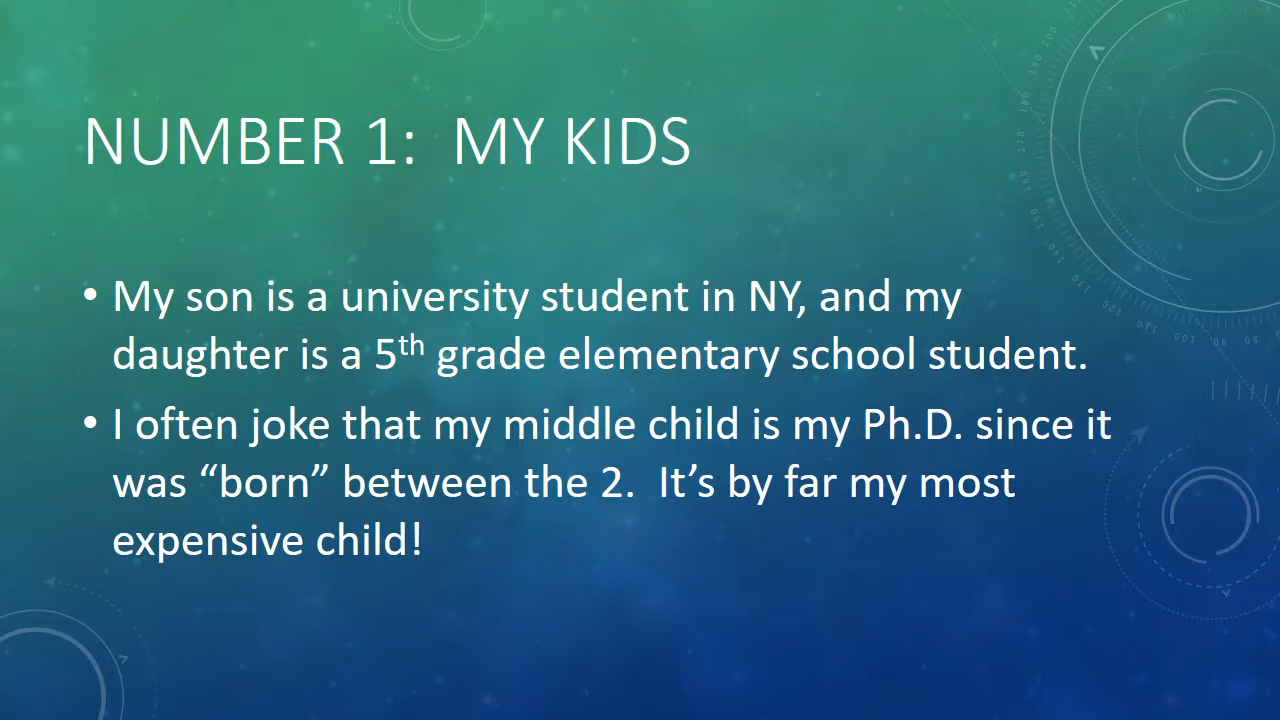 NUMBER 1:  MY KIDS
• My son is a university student in NY, and my
daughter is a 5th grade elementary school student.
• I often joke that my middle child is my Ph.D. since it
was “born” between the 2.  It’s by far my most
expensive child!